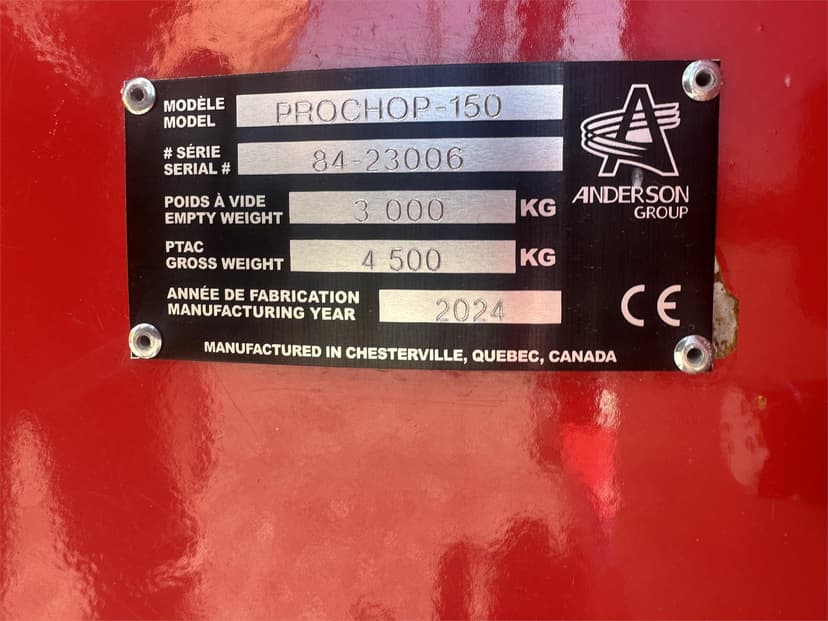 MODÈLE
MODEL
PROCHOP-150
# SÉRIE
SERIAL #
84-23006
POIDS À VIDE
EMPTY WEIGHT
3 000 KG
PTAC
GROSS WEIGHT
4 500 KG
ANNÉE DE FABRICATION
MANUFACTURING YEAR
2024
ANDERSON
GROUP
CE
MANUFACTURED IN CHESTERVILLE, QUEBEC, CANADA